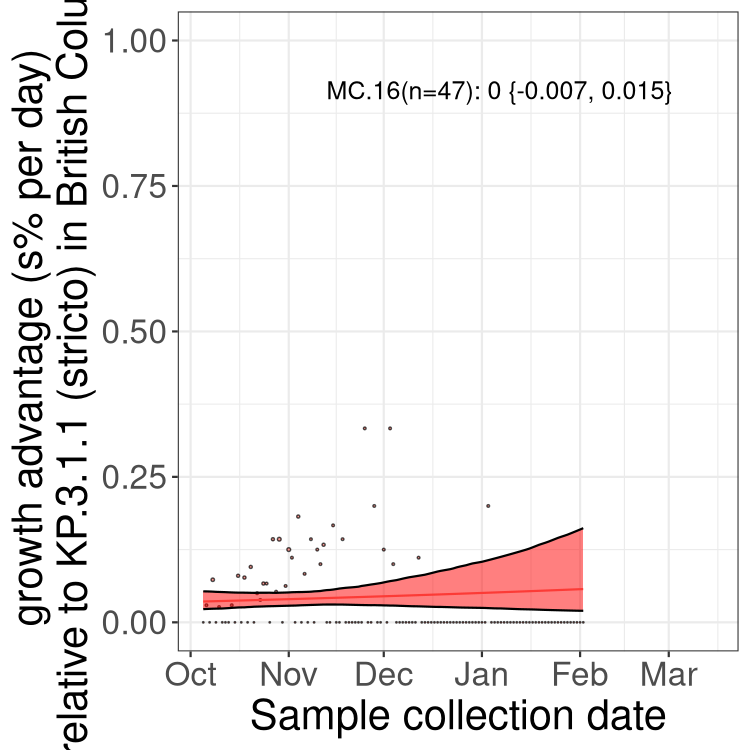 growth advantage (s% per day)
relative to KP.3.1.1 (stricto) in British Colu
1.00
0.75
0.50
0.25
0.00
MC.16(n=47): 0 {-0.007, 0.015}
Oct Nov Dec Jan Feb Mar
Sample collection date